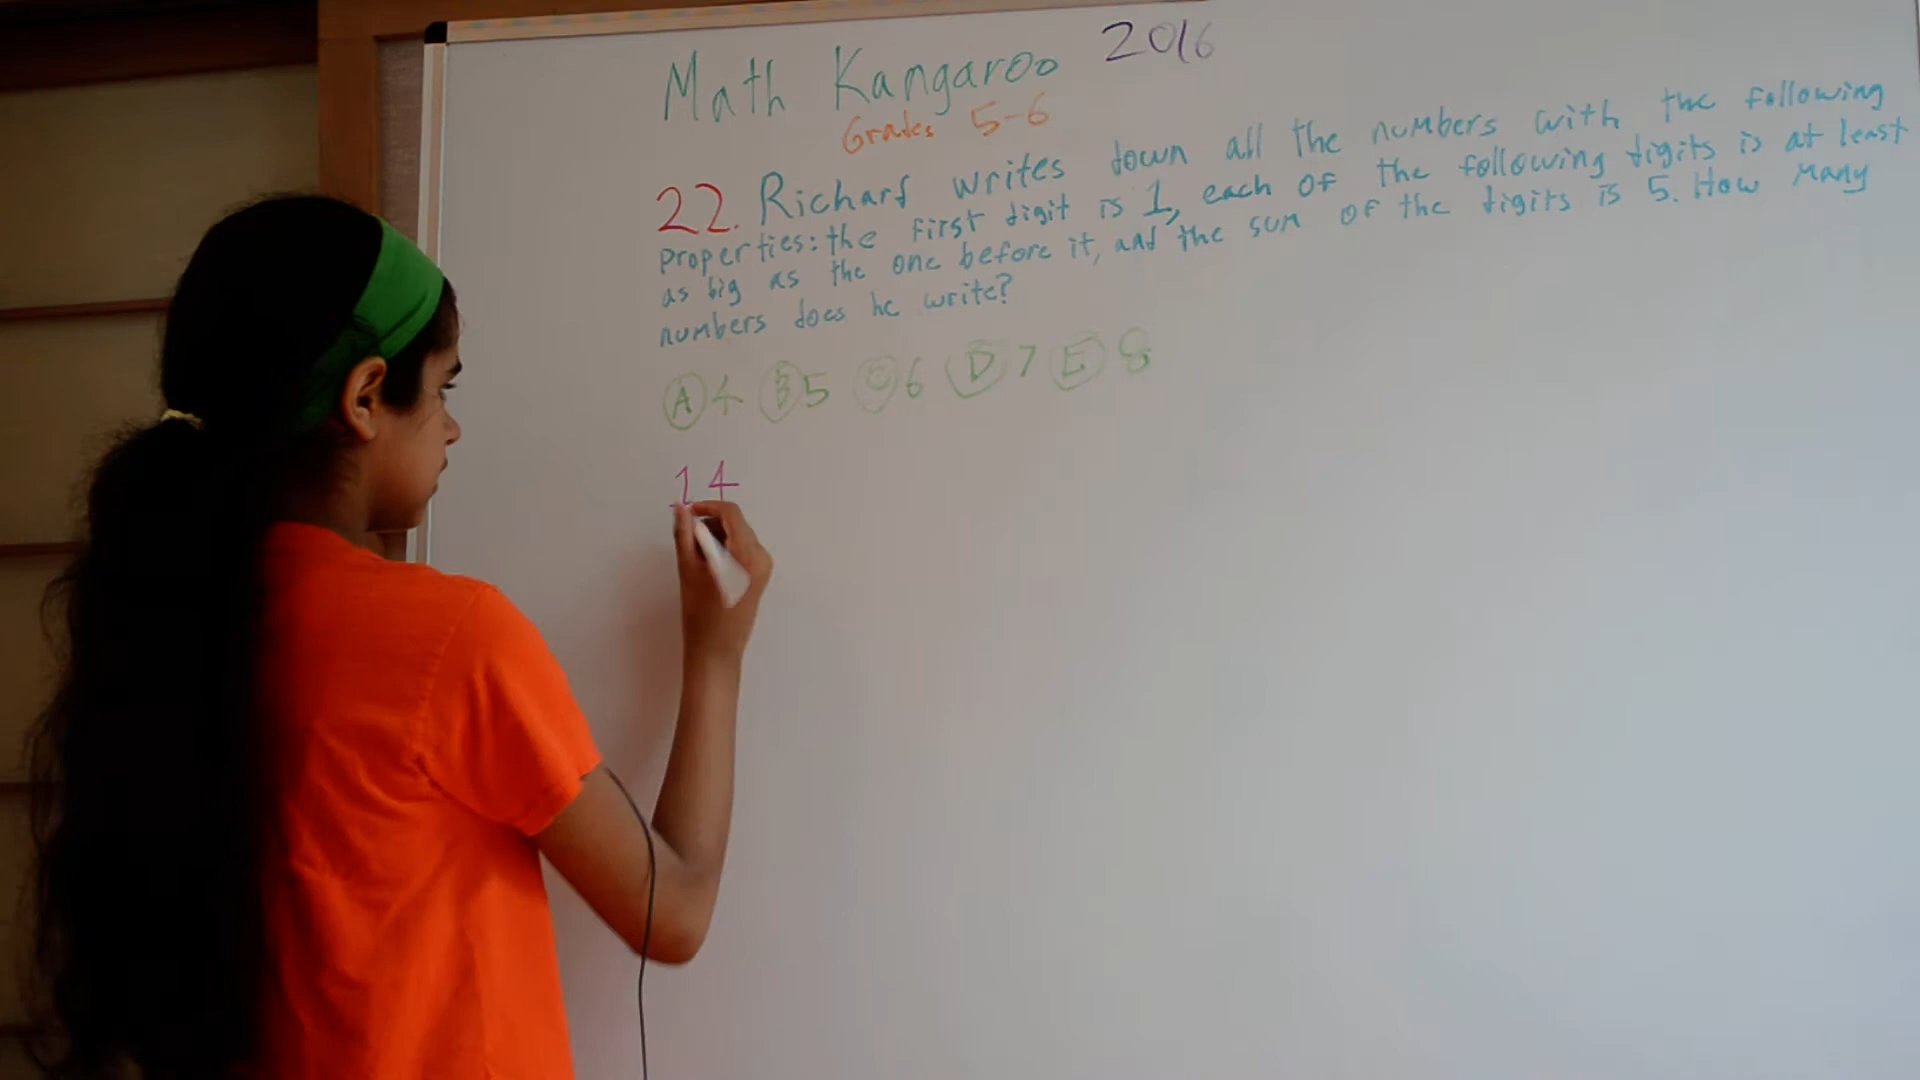 Math Kangaroo 2016
Grades 5-6
22. Richard writes down all the numbers with the following
properties: the first digit is 1, each of the following digits is at least
as big as the one before it, and the sum of the digits is 5. How many
numbers does he write?
A 4 B 5 C 6 D 7 E 8
14